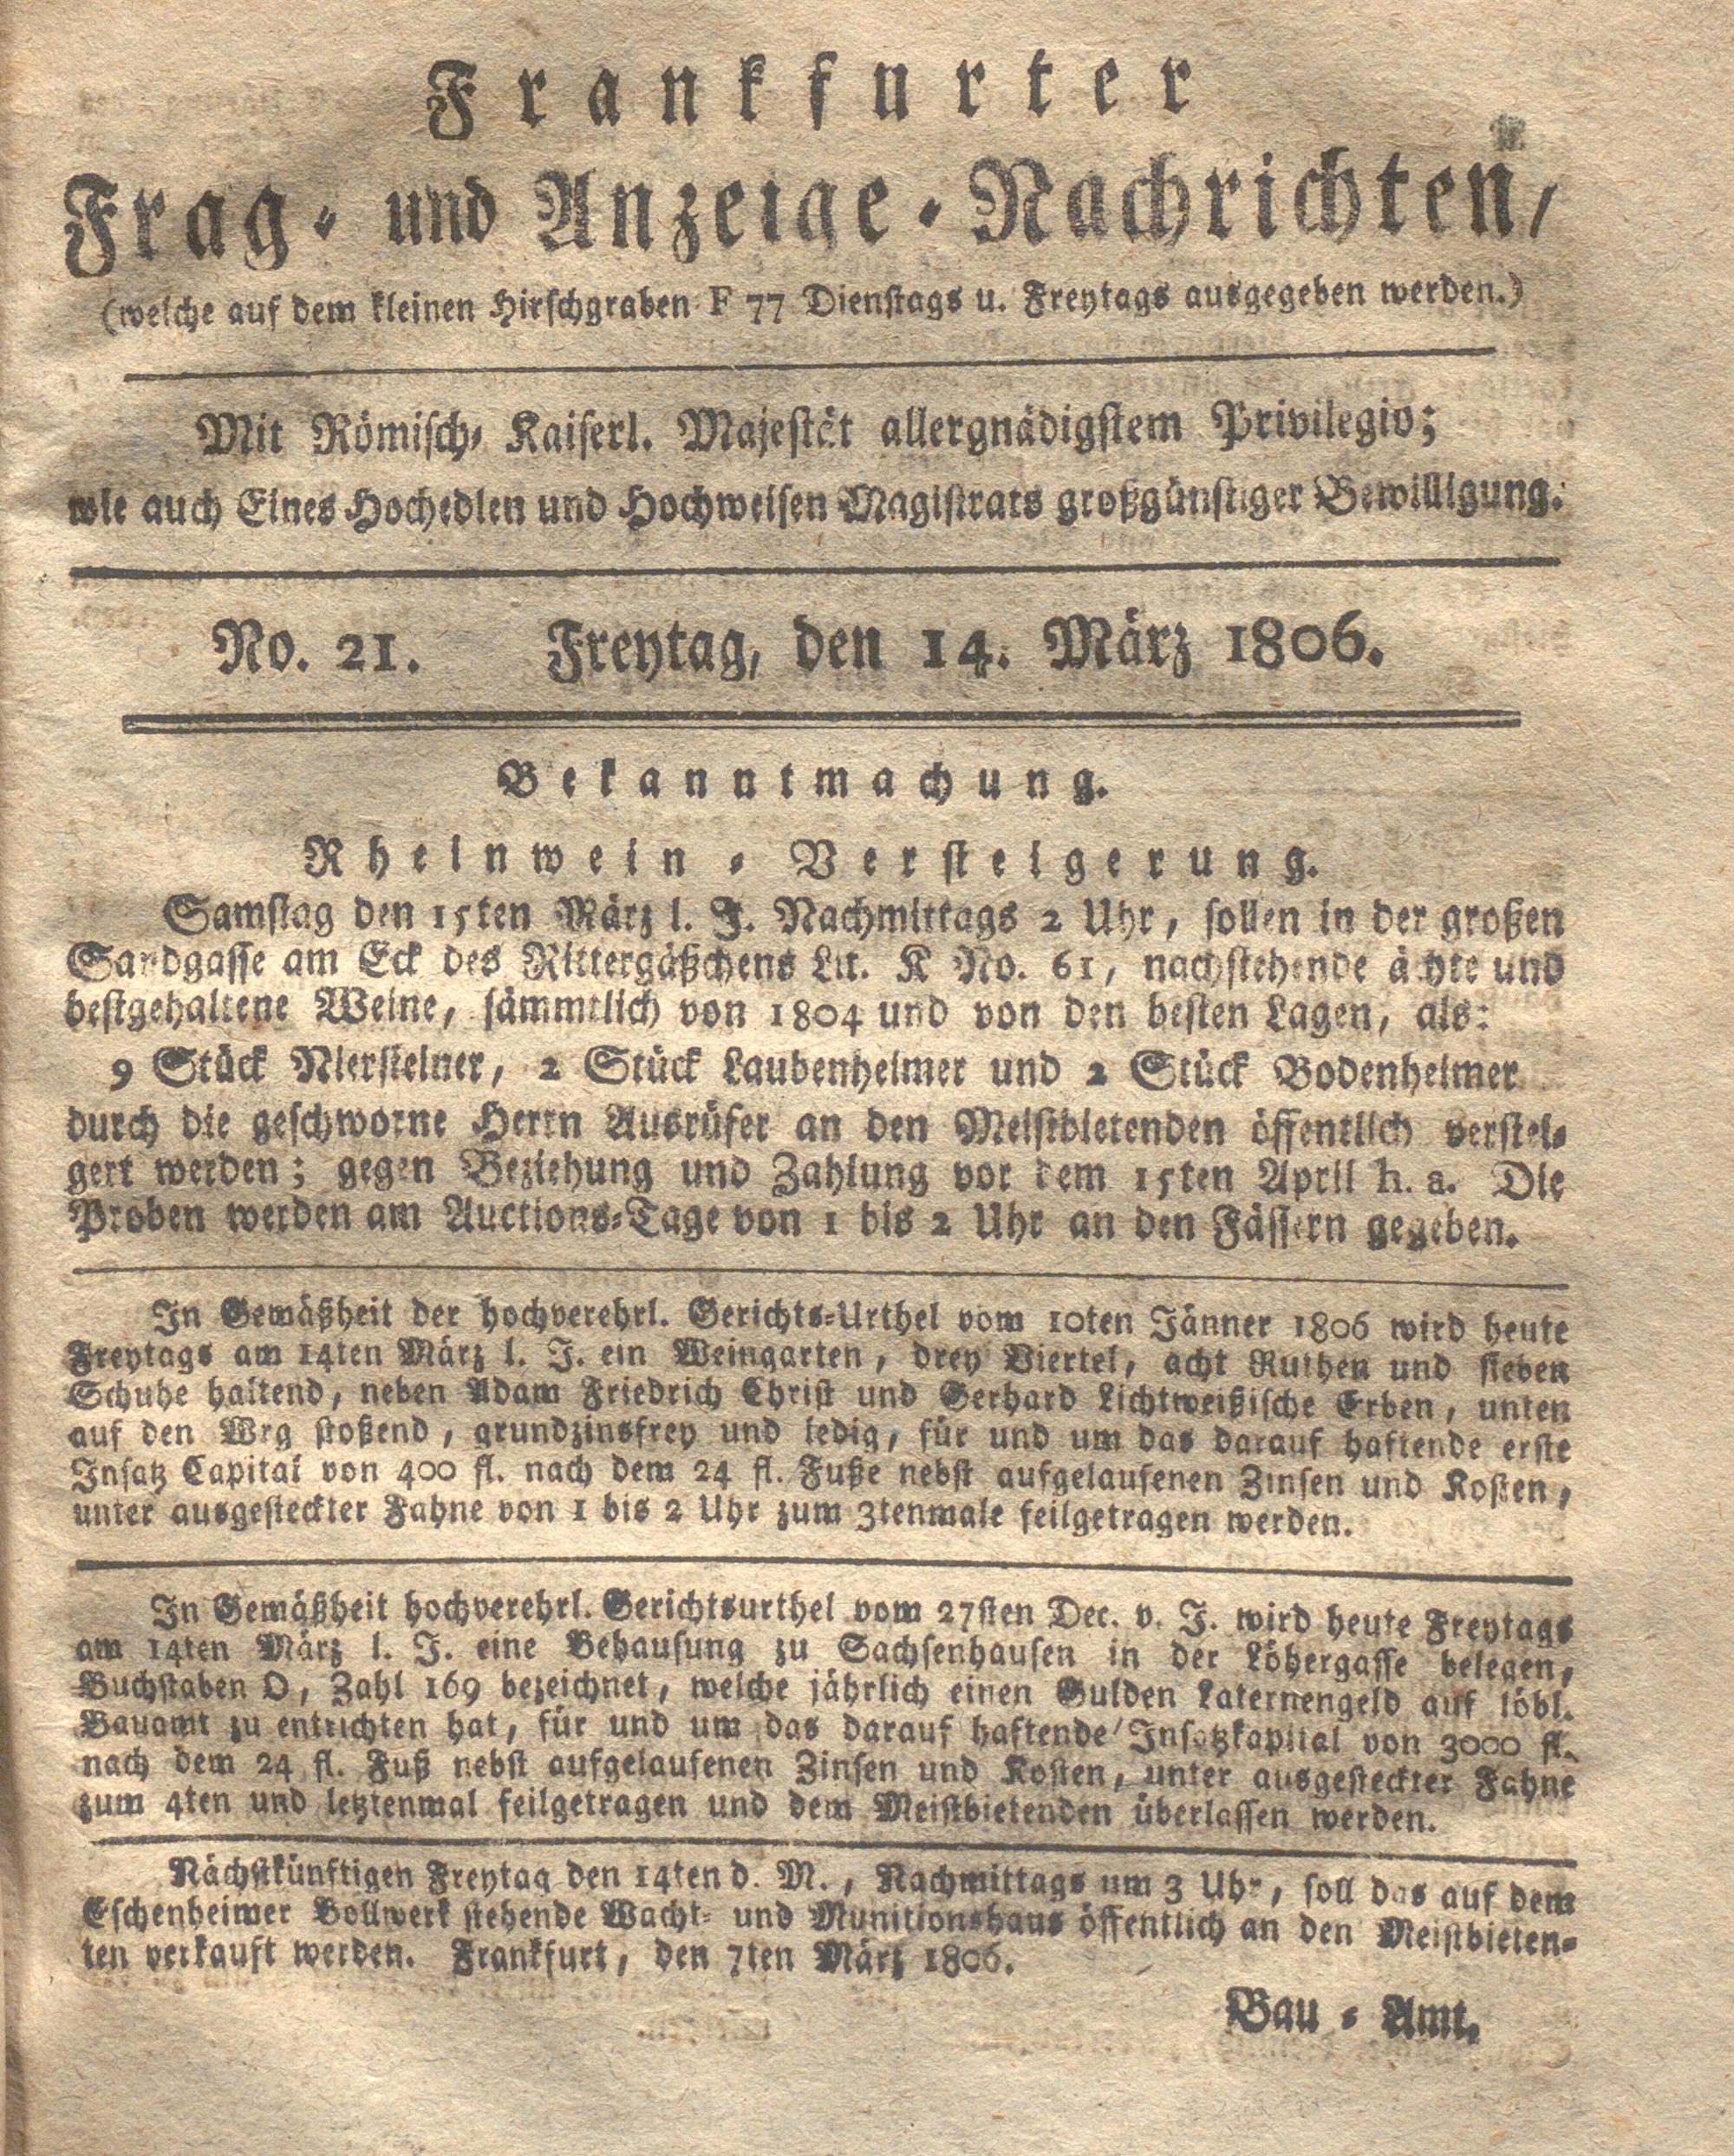 Frankfurter
Frag- und Anzeige-Nachrichten,
(welche auf dem kleinen Hirschgraben F 77 Dienstags u. Freytags ausgegeben werden.)
Mit Römisch-Kaiserl. Majestät allergnädigstem Privilegio;
wie auch Eines Hochedlen und Hochweisen Magistrats großgünstiger Bewilligung.
No. 21. Freytag, den 14. März 1806.
Bekanntmachung.
Rheinwein-Versteigerung.
Samstag den 15ten März l. J. Nachmittags 2 Uhr, sollen in der großen
Sandgasse am Eck des Rittergäßchens Lit. K No. 61, nachstehende ächte und
bestgehaltene Weine, sämmtlich von 1804 und von den besten Lagen, als:
9 Stück Niersteiner, 2 Stück Laubenheimer und 2 Stück Bodenheimer
durch die geschworne Herrn Ausrüfer an den Meistbietenden öffentlich verstei-
gert werden; gegen Beziehung und Zahlung vor dem 15ten April h. a. Die
Proben werden am Auctions-Tage von 1 bis 2 Uhr an den Fässern gegeben.
In Gemäßheit der hochverehrl. Gerichts-Urthel vom 10ten Jänner 1806 wird heute
Freytags am 14ten März l. J. ein Weingarten, drey Viertel, acht Ruthen und sieben
Schuhe haltend, neben Adam Friedrich Christ und Gerhard Lichtweißische Erben, unten
auf den Weg stoßend, grundzinsfrey und ledig, für und um das darauf haftende erste
Insatz Capital von 400 fl. nach dem 24 fl. Fuße nebst aufgelaufenen Zinsen und Kosten,
unter ausgesteckter Fahne von 1 bis 2 Uhr zum 3tenmale feilgetragen werden.
In Gemäßheit hochverehrl. Gerichtsurthel vom 27sten Dec. v. J. wird heute Freytags
am 14ten März l. J. eine Behausung zu Sachsenhausen in der Löhergasse belegen,
Buchstaben O, Zahl 169 bezeichnet, welche jährlich einen Gulden Laternengeld auf löbl.
Bauamt zu entrichten hat, für und um das darauf haftende Insatzkapital von 3000 fl.
nach dem 24 fl. Fuß nebst aufgelaufenen Zinsen und Kosten, unter ausgesteckter Fahne
zum 4ten und letztenmal feilgetragen und dem Meistbietenden überlassen werden.
Nächstkünftigen Freytag den 14ten d. M., Nachmittags um 3 Uhr, soll das auf dem
Eschenheimer Bollwerk stehende Wacht- und Munitionshaus öffentlich an den Meistbieten-
ten verkauft werden. Frankfurt, den 7ten März 1806.
Bau-Amt.